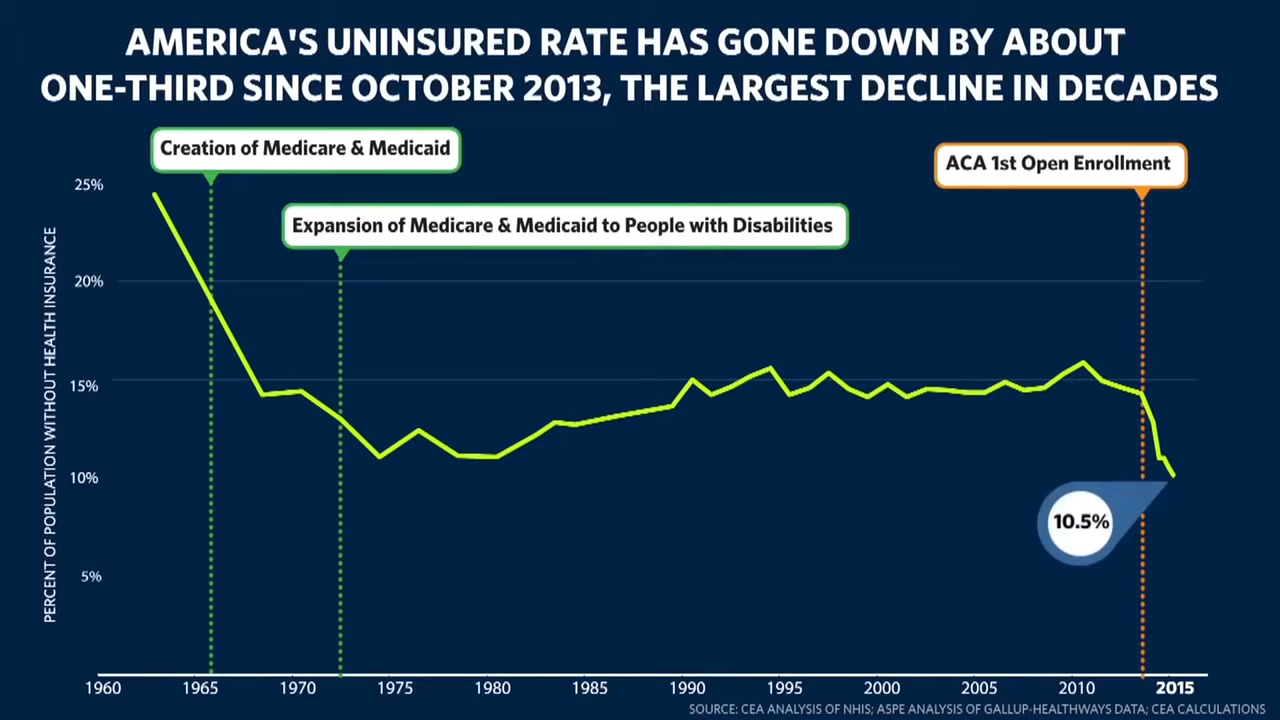 AMERICA'S UNINSURED RATE HAS GONE DOWN BY ABOUT
ONE-THIRD SINCE OCTOBER 2013, THE LARGEST DECLINE IN DECADES
Creation of Medicare & Medicaid
ACA 1st Open Enrollment
Expansion of Medicare & Medicaid to People with Disabilities
PERCENT OF POPULATION WITHOUT HEALTH INSURANCE
25%
20%
15%
10%
5%
10.5%
1960 1965 1970 1975 1980 1985 1990 1995 2000 2005 2010 2015
SOURCE: CEA ANALYSIS OF NHIS; ASPE ANALYSIS OF GALLUP-HEALTHWAYS DATA; CEA CALCULATIONS